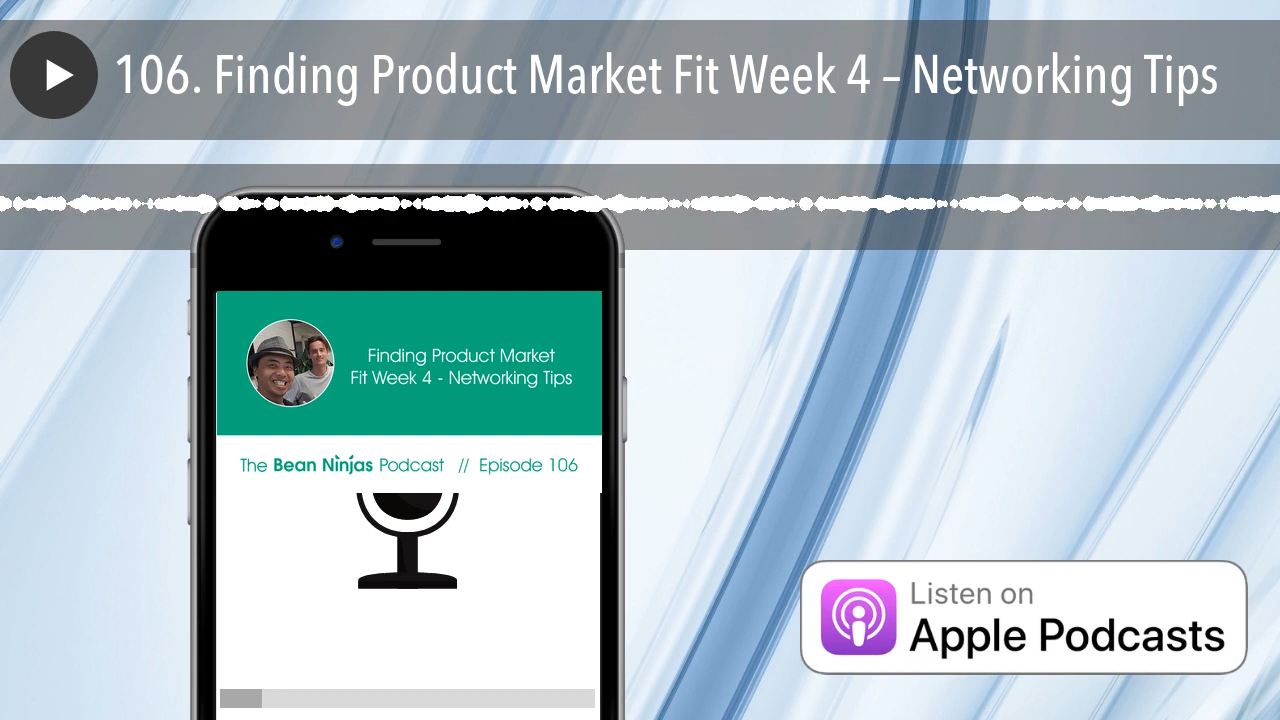 106. Finding Product Market Fit Week 4 – Networking Tips
Finding Product Market
Fit Week 4 - Networking Tips
The Bean Ninjas Podcast // Episode 106
Listen on
Apple Podcasts